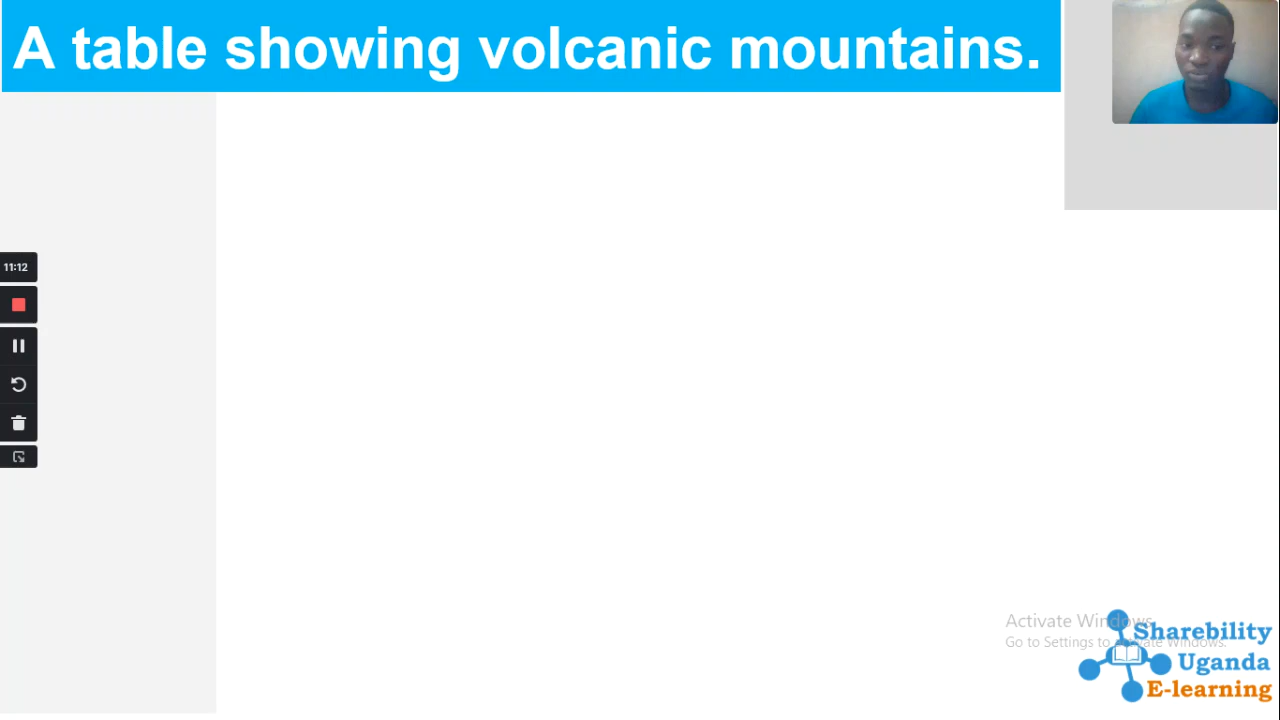 A table showing volcanic mountains.
11:12
Activate Windows
Go to Settings to activate Windows.
Sharebility
Uganda
E-learning